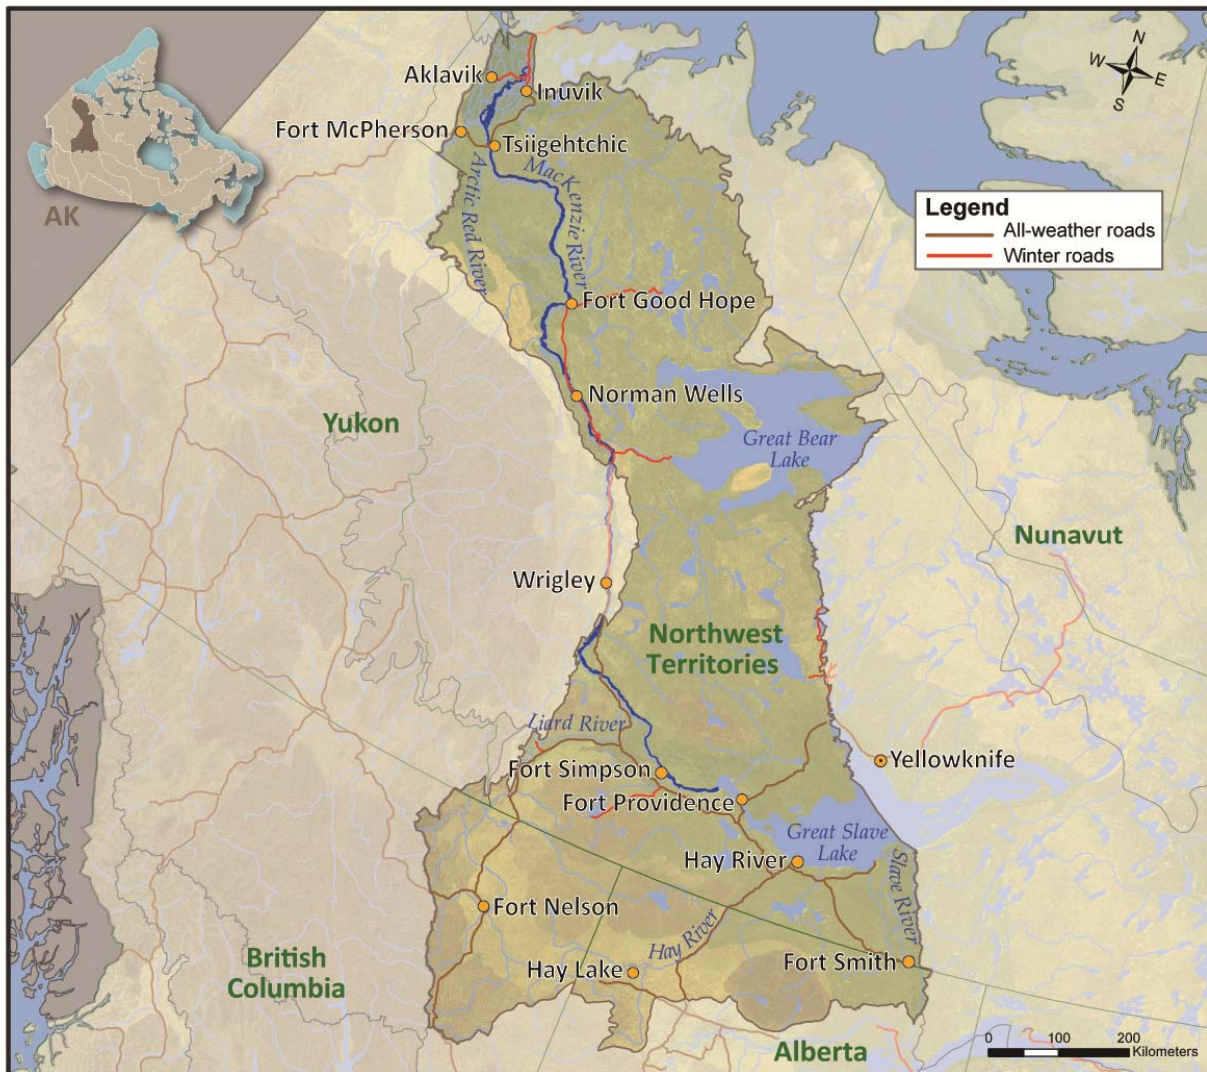 N
W
E
S
Aklavik
Inuvik
Fort McPherson
Tsiigehtchic
AK
Arctic Red River
MacKenzie River
Legend
All-weather roads
Winter roads
Fort Good Hope
Norman Wells
Yukon
Great Bear
Lake
Nunavut
Wrigley
Northwest
Territories
Liard River
Fort Simpson
Yellowknife
Fort Providence
Great Slave
Lake
Hay River
Slave River
Fort Nelson
Hay River
British
Columbia
Hay Lake
Fort Smith
Alberta
0 100 200
Kilometers